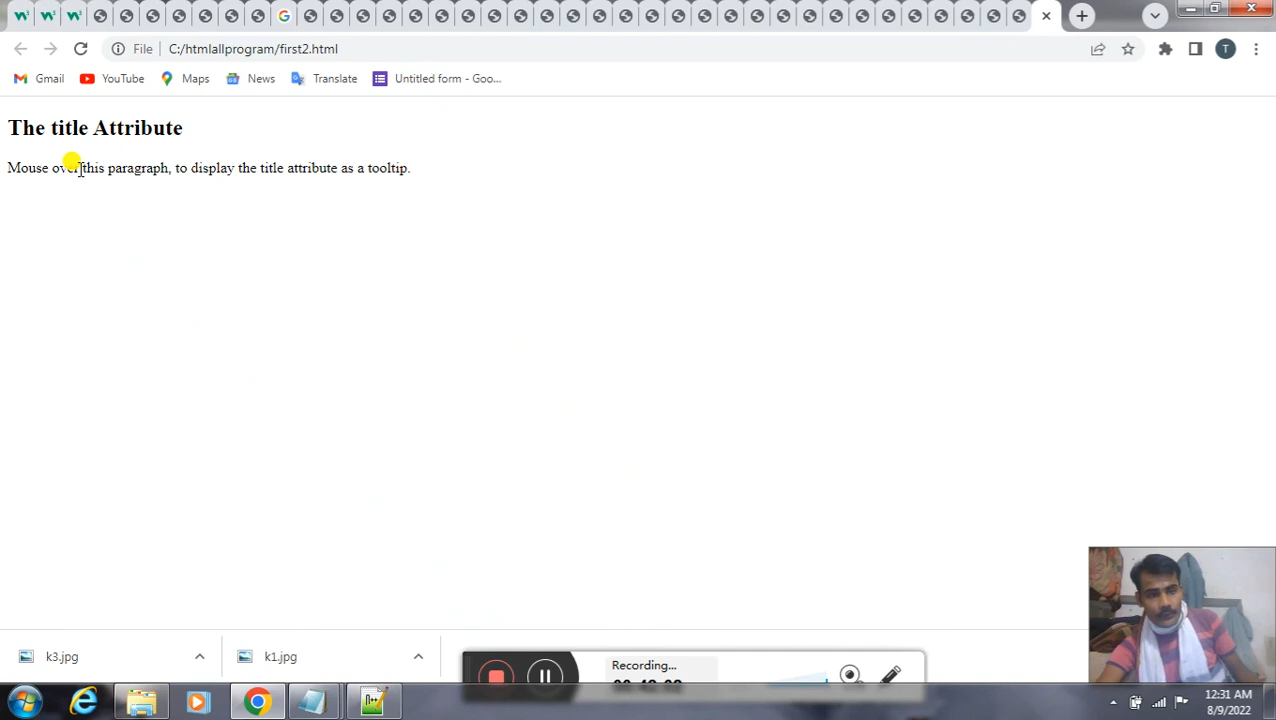 File
C:/htmlallprogram/first2.html
T
Gmail
YouTube
Maps
News
Translate
Untitled form - Goo...
The title Attribute
Mouse over this paragraph, to display the title attribute as a tooltip.
k3.jpg
k1.jpg
Recording...
12:31 AM
8/9/2022